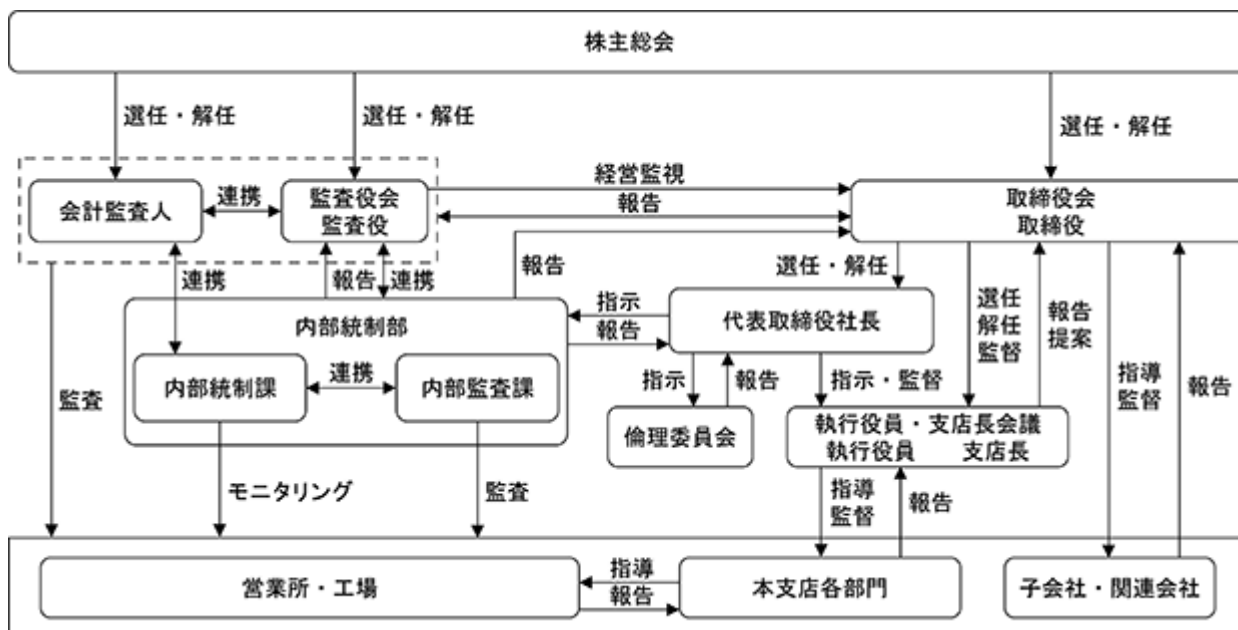 株主総会
選任・解任
選任・解任
選任・解任
会計監査人
連携
監査役会
監査役
経営監視
報告
取締役会
取締役
連携
報告
連携
報告
選任・解任
選任
解任
監督
報告
提案
指導
監督
報告
内部統制部
指示
報告
代表取締役社長
内部統制課
連携
内部監査課
監査
指示
報告
指示・監督
倫理委員会
執行役員・支店長会議
執行役員 支店長
モニタリング
監査
指導
監督
報告
営業所・工場
指導
報告
本支店各部門
子会社・関連会社